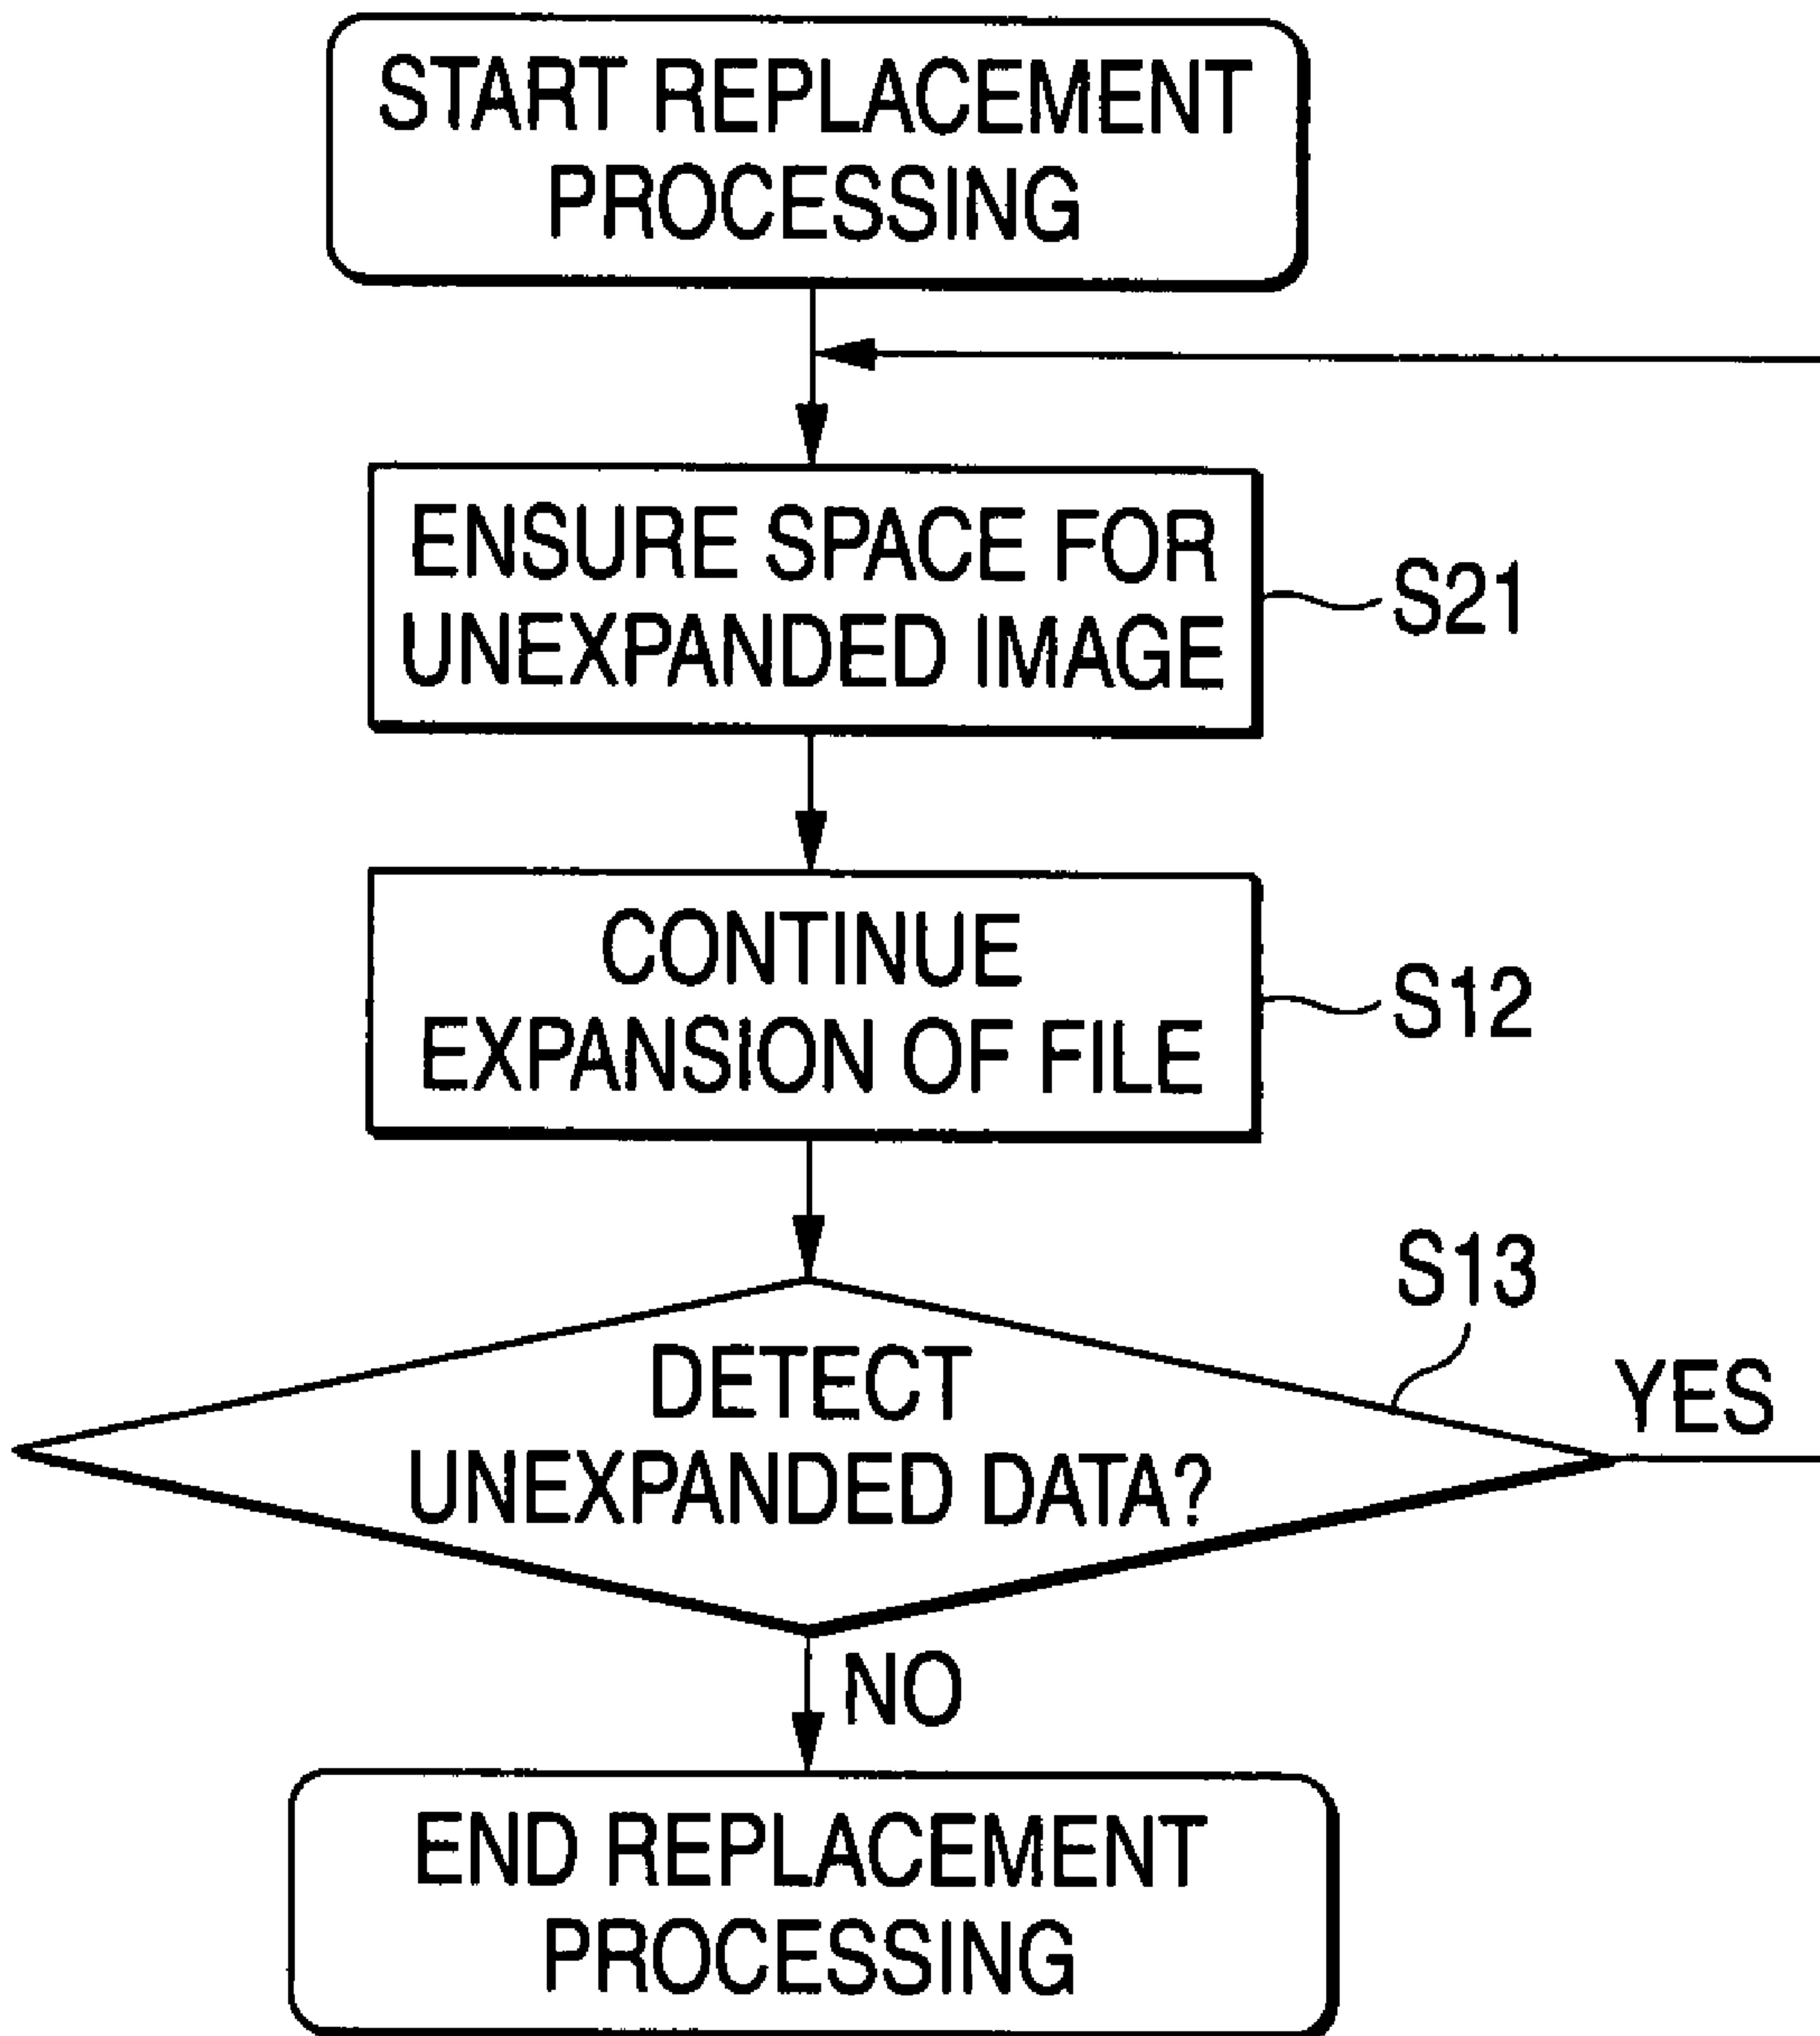 START REPLACEMENT
PROCESSING
ENSURE SPACE FOR
UNEXPANDED IMAGE
S21
CONTINUE
EXPANSION OF FILE
S12
S13
DETECT
UNEXPANDED DATA?
YES
NO
END REPLACEMENT
PROCESSING